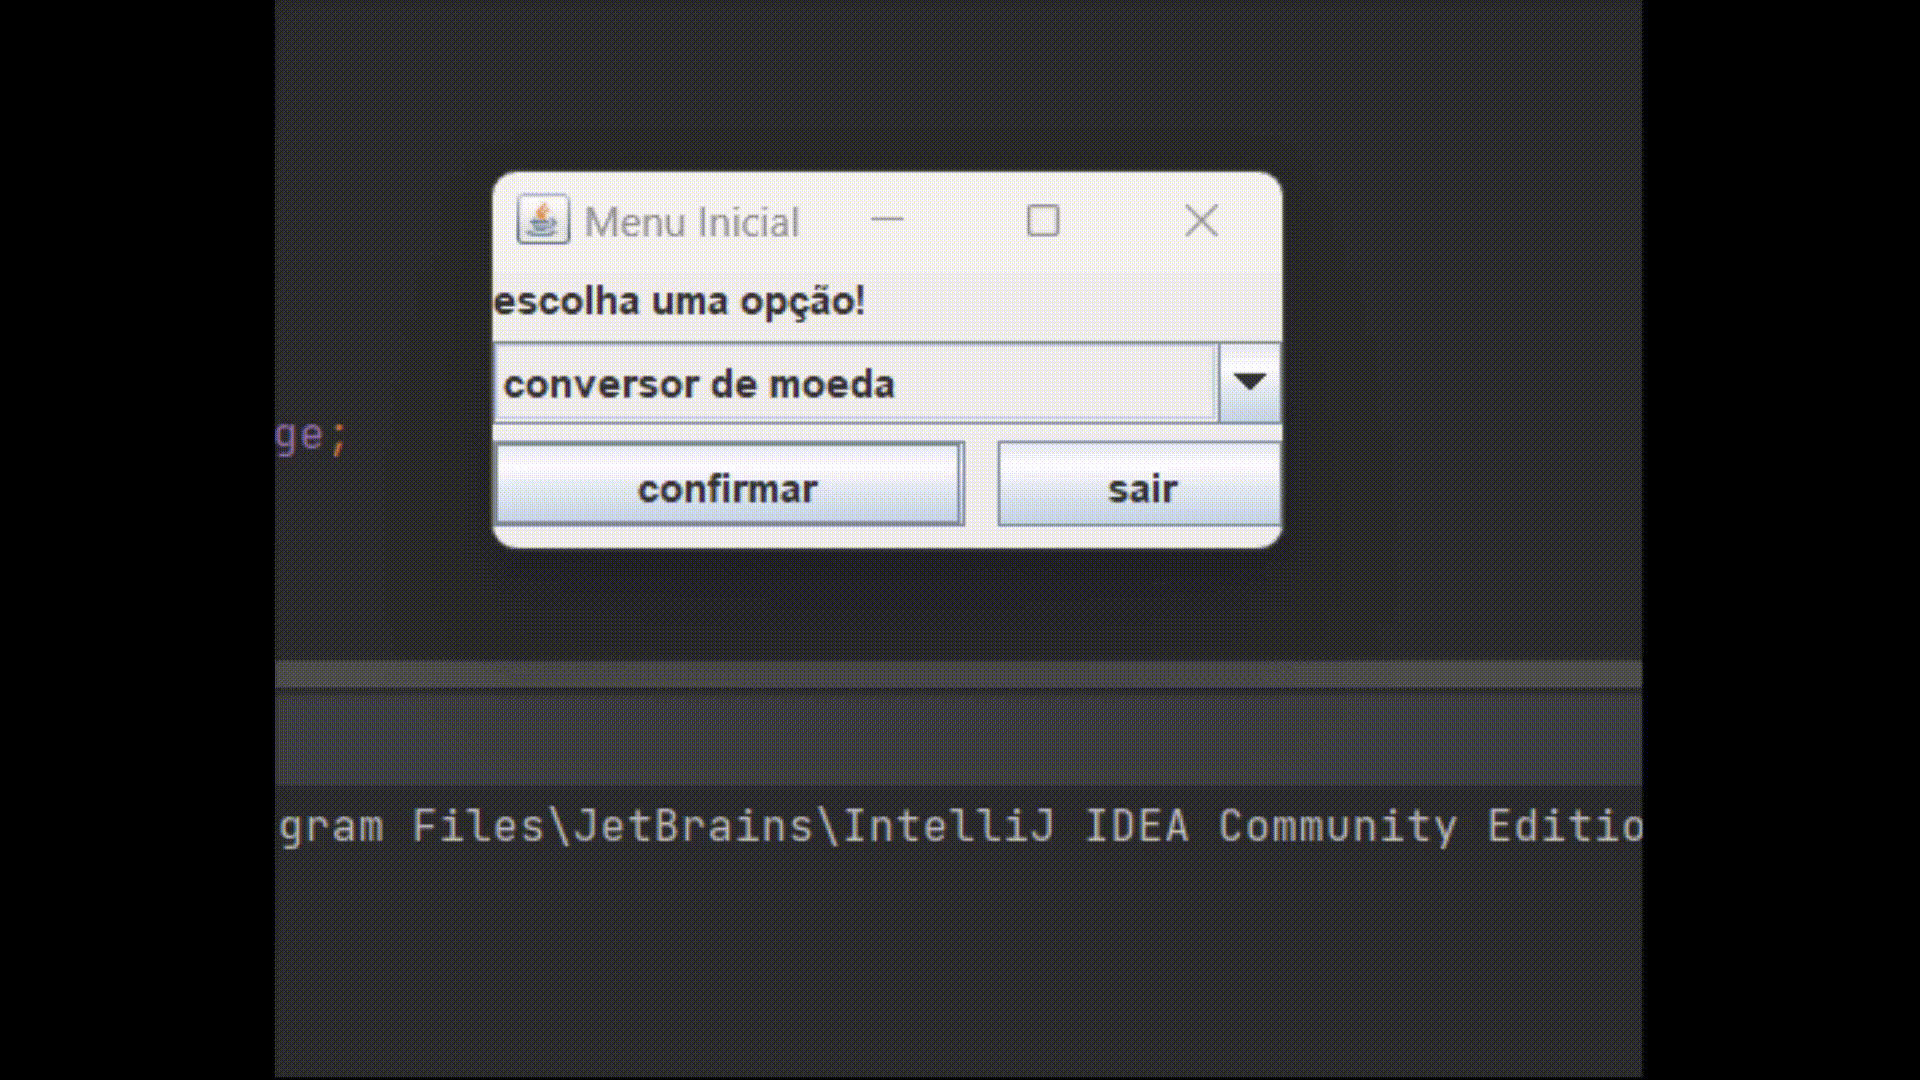 Menu Inicial
escolha uma opção!
conversor de moeda
ge;
confirmar sair
gram Files\JetBrains\IntelliJ IDEA Community Editio